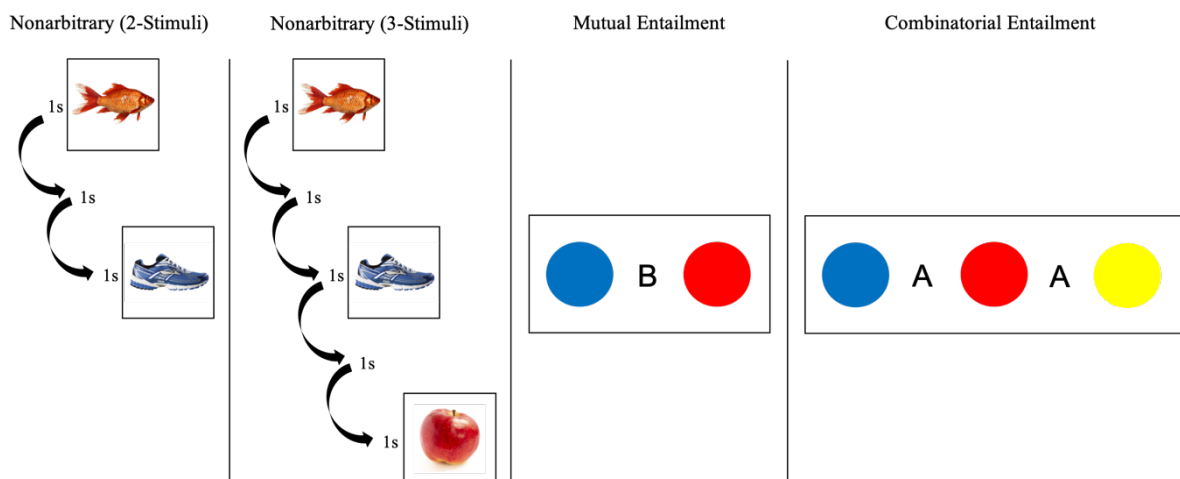 Nonarbitrary (2-Stimuli)
1s
1s
1s
Nonarbitrary (3-Stimuli)
1s
1s
1s
1s
1s
Mutual Entailment
B
Combinatorial Entailment
A A